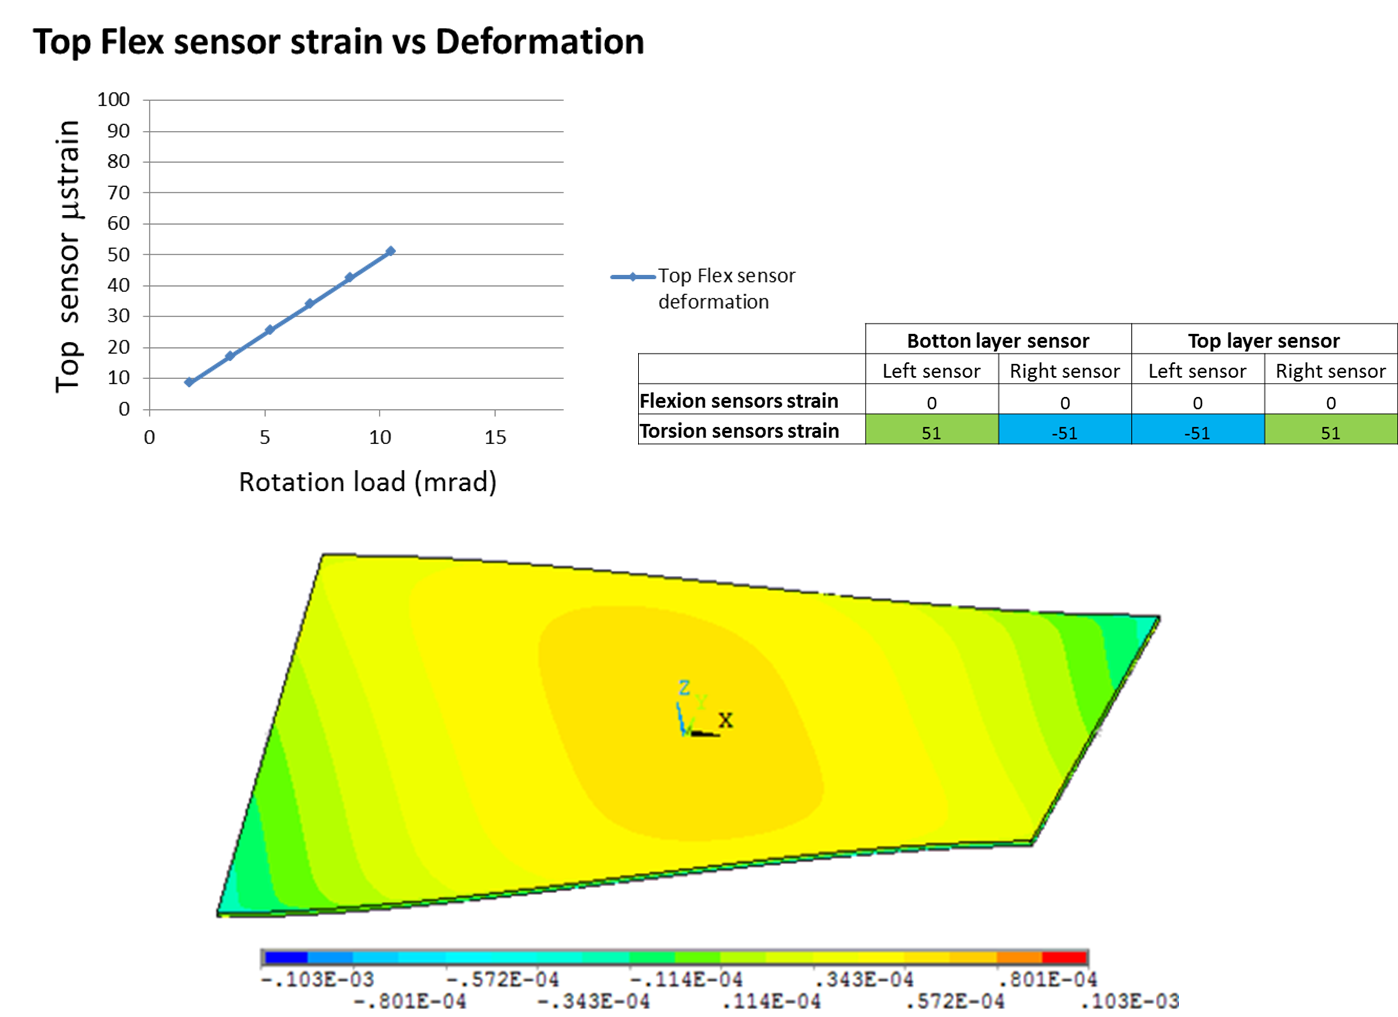 Top Flex sensor strain vs Deformation
100
90
80
70
60
50
40
30
20
10
0
Top sensor µstrain
0 5 10 15
Rotation load (mrad)
Top Flex sensor
deformation
Botton layer sensor Top layer sensor
Left sensor Right sensor Left sensor Right sensor
Flexion sensors strain 0 0 0 0
Torsion sensors strain 51 -51 -51 51
Z
Y
X
-.103E-03 -.572E-04 -.114E-04 .343E-04 .801E-04
-.801E-04 -.343E-04 .114E-04 .572E-04 .103E-03